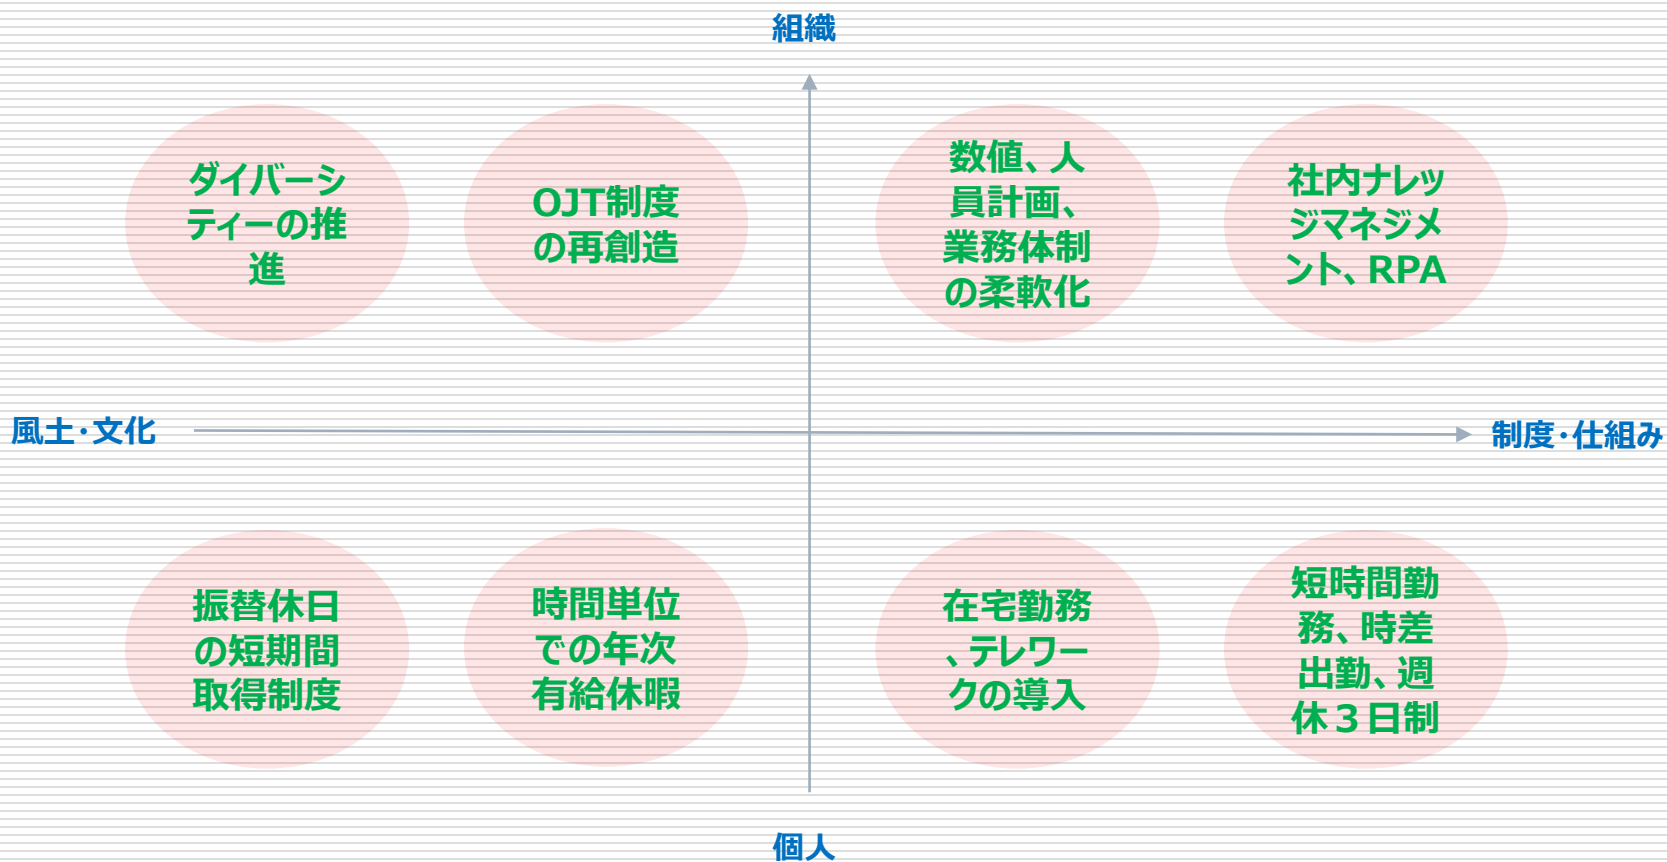 組織
ダイバーシ
ティーの推
進
OJT制度
の再創造
数値、人
員計画、
業務体制
の柔軟化
社内ナレッ
ジマネジメ
ント、RPA
風土・文化
制度・仕組み
振替休日
の短期間
取得制度
時間単位
での年次
有給休暇
在宅勤務
、テレワー
クの導入
短時間勤
務、時差
出勤、週
休３日制
個人